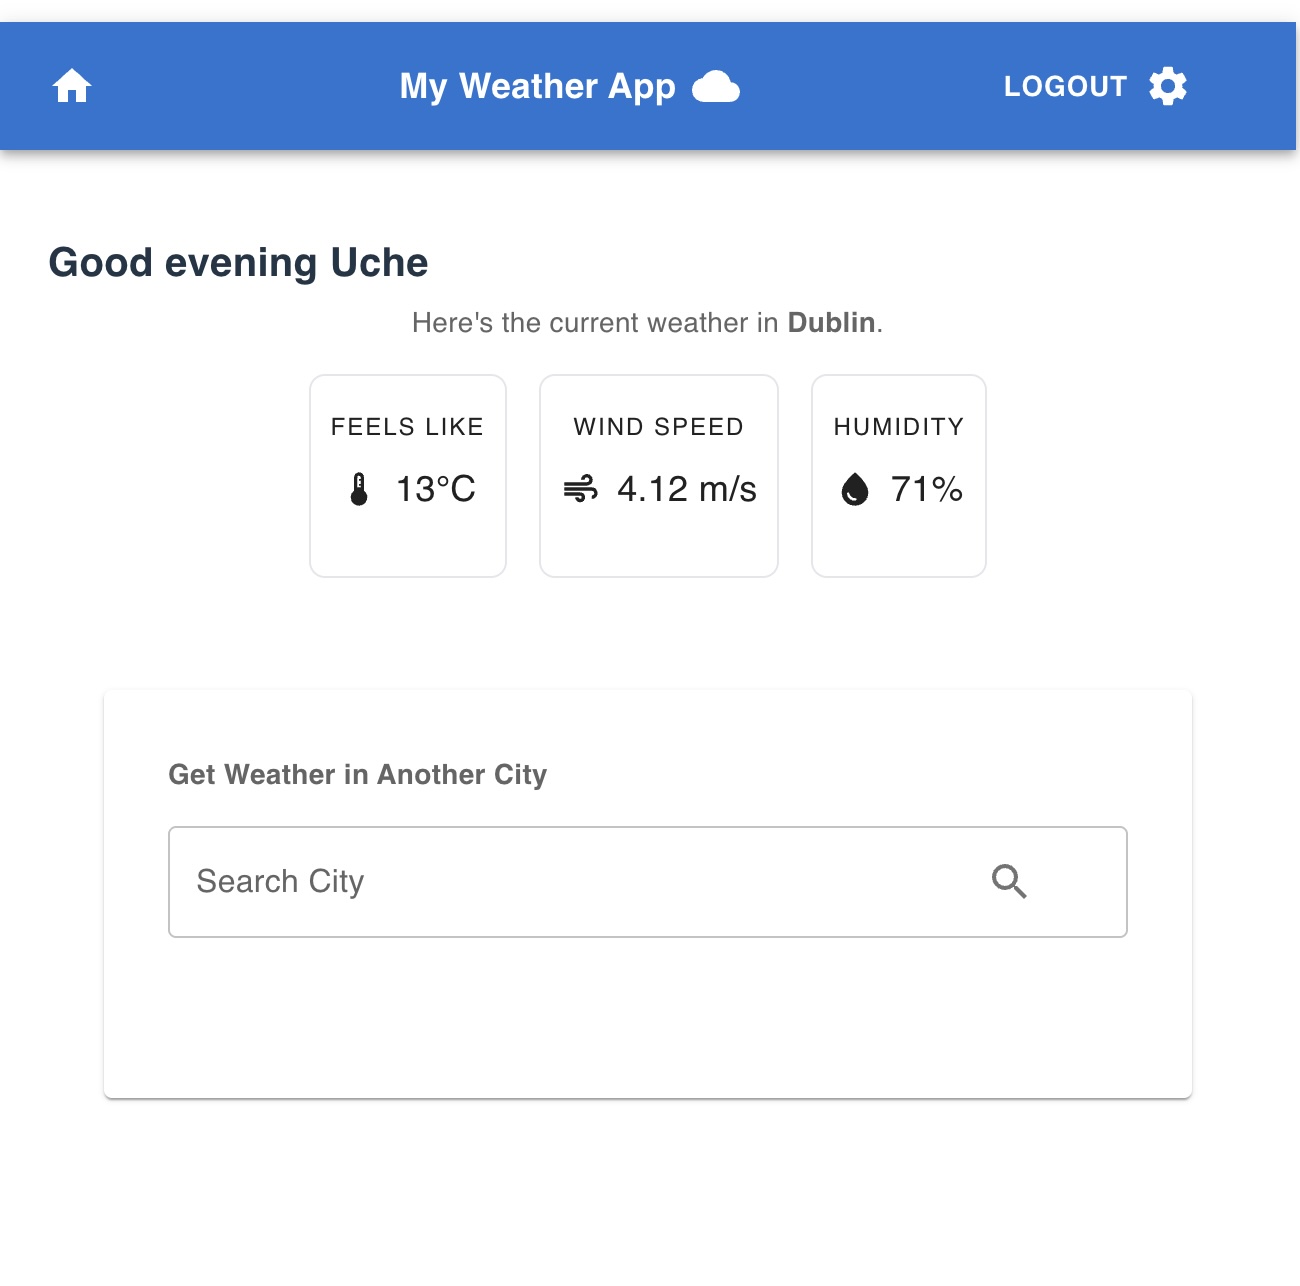 My Weather App
LOGOUT
Good evening Uche
Here's the current weather in Dublin.
FEELS LIKE
13°C
WIND SPEED
4.12 m/s
HUMIDITY
71%
Get Weather in Another City
Search City